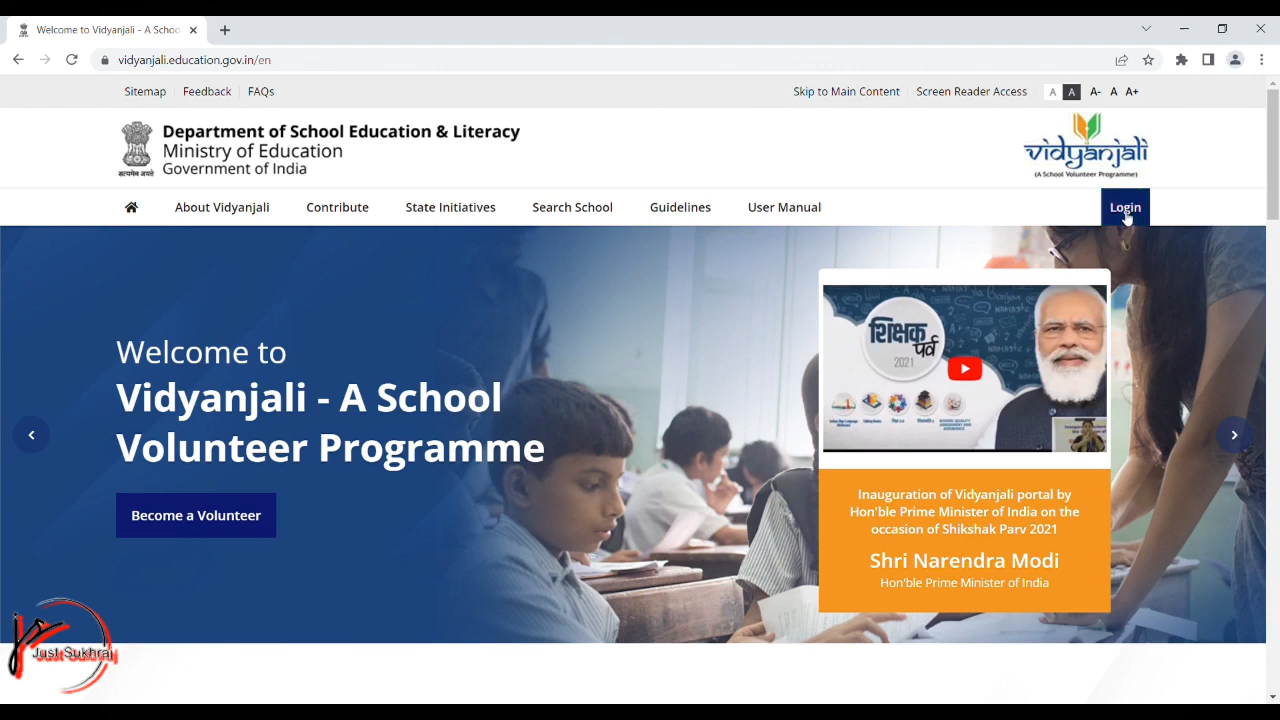 Welcome to Vidyanjali - A Schoo
vidyanjali.education.gov.in/en
Sitemap Feedback FAQs Skip to Main Content Screen Reader Access A A A- A A+
Department of School Education & Literacy
Ministry of Education
Government of India
सत्यमेव जयते
vidyanjali
(A School Volunteer Programme)
About Vidyanjali Contribute State Initiatives Search School Guidelines User Manual Login
Welcome to
Vidyanjali - A School
Volunteer Programme
Become a Volunteer
शिक्षक
पर्व
2021
Inauguration of Vidyanjali portal by
Hon'ble Prime Minister of India on the
occasion of Shikshak Parv 2021
Shri Narendra Modi
Hon'ble Prime Minister of India
Just Sukhraj